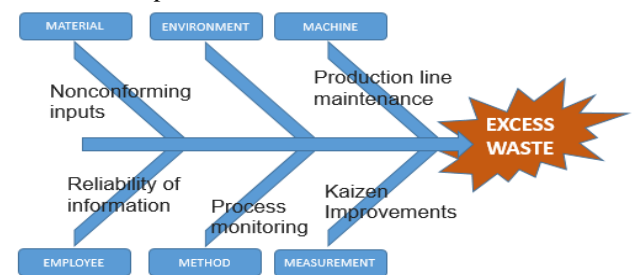 MATERIAL
ENVIRONMENT
MACHINE
Nonconforming
inputs
Production line
maintenance
EXCESS
WASTE
Reliability of
information
Process
monitoring
Kaizen
Improvements
EMPLOYEE
METHOD
MEASUREMENT